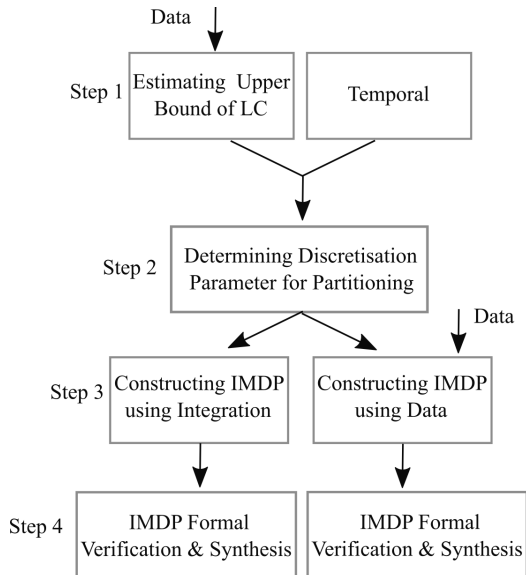 Data
Step 1
Estimating Upper
Bound of LC
Temporal
Step 2
Determining Discretisation
Parameter for Partitioning
Data
Step 3
Constructing IMDP
using Integration
Constructing IMDP
using Data
Step 4
IMDP Formal
Verification & Synthesis
IMDP Formal
Verification & Synthesis